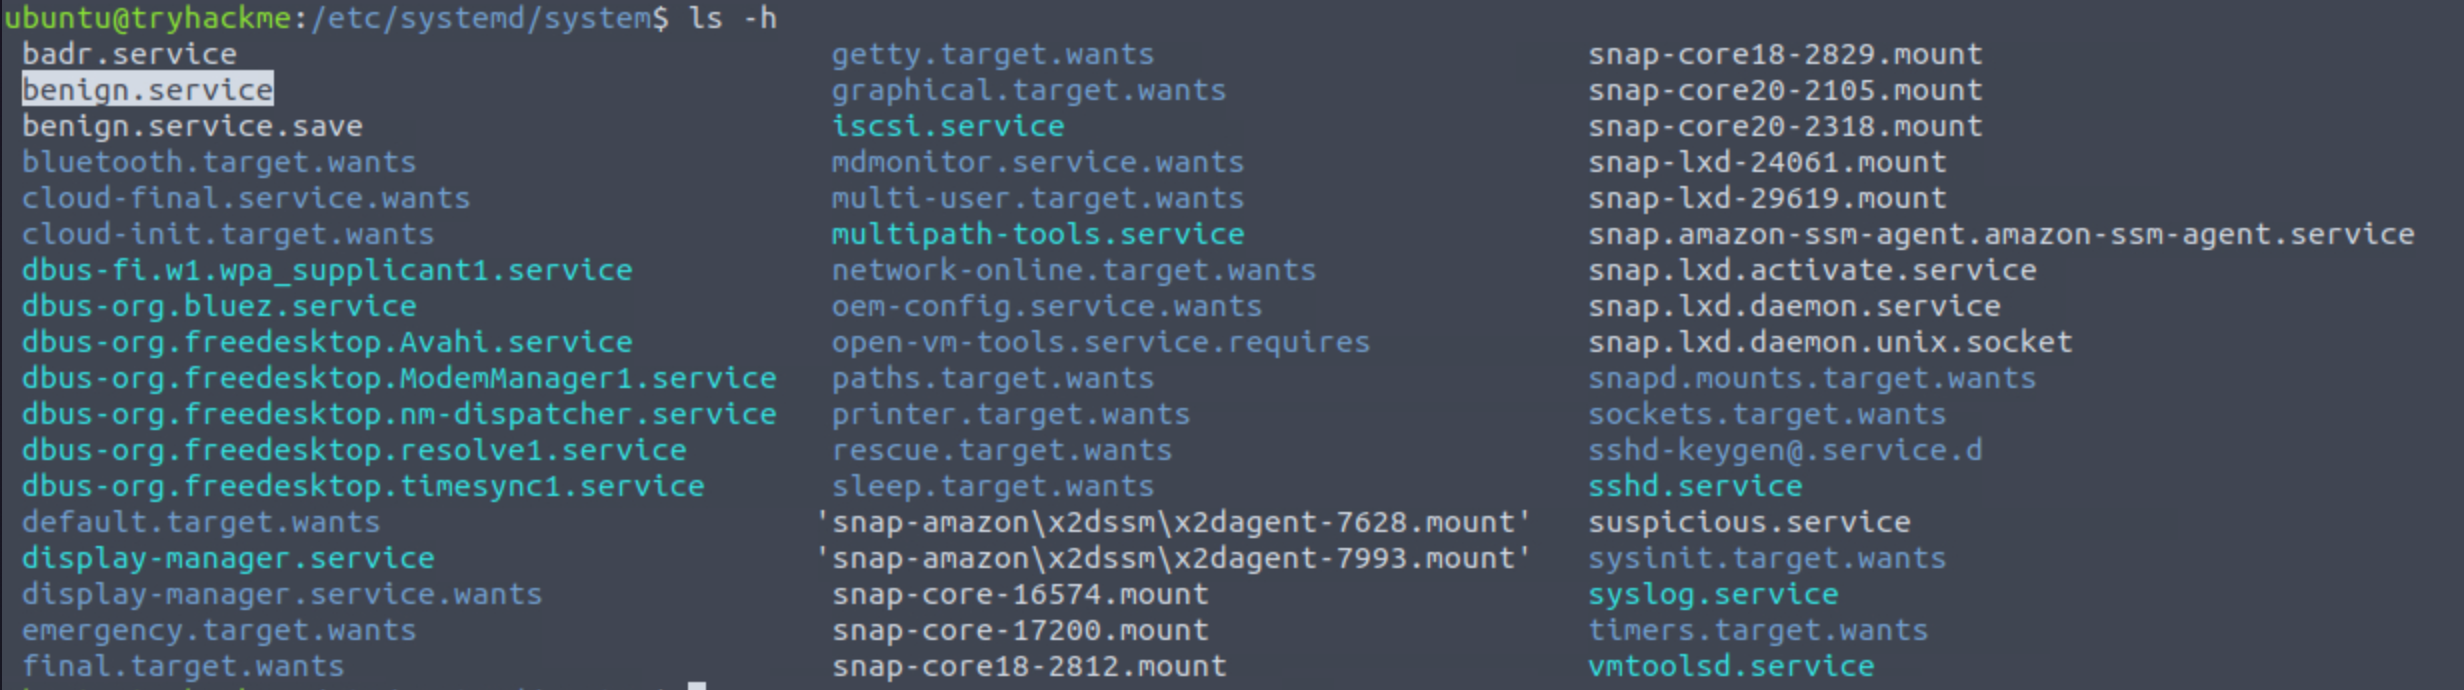 ubuntu@tryhackme:/etc/systemd/system$ ls -h
badr.service getty.target.wants snap-core18-2829.mount
benign.service graphical.target.wants snap-core20-2105.mount
benign.service.save iscsi.service snap-core20-2318.mount
bluetooth.target.wants mdmonitor.service.wants snap-lxd-24061.mount
cloud-final.service.wants multi-user.target.wants snap-lxd-29619.mount
cloud-init.target.wants multipath-tools.service snap.amazon-ssm-agent.amazon-ssm-agent.service
dbus-fi.w1.wpa_supplicant1.service network-online.target.wants snap.lxd.activate.service
dbus-org.bluez.service oem-config.service.wants snap.lxd.daemon.service
dbus-org.freedesktop.Avahi.service open-vm-tools.service.requires snap.lxd.daemon.unix.socket
dbus-org.freedesktop.ModemManager1.service paths.target.wants snapd.mounts.target.wants
dbus-org.freedesktop.nm-dispatcher.service printer.target.wants sockets.target.wants
dbus-org.freedesktop.resolve1.service rescue.target.wants sshd-keygen@.service.d
dbus-org.freedesktop.timesync1.service sleep.target.wants sshd.service
default.target.wants 'snap-amazon\x2dssm\x2dagent-7628.mount' suspicious.service
display-manager.service 'snap-amazon\x2dssm\x2dagent-7993.mount' sysinit.target.wants
display-manager.service.wants snap-core-16574.mount syslog.service
emergency.target.wants snap-core-17200.mount timers.target.wants
final.target.wants snap-core18-2812.mount vmtoolsd.service